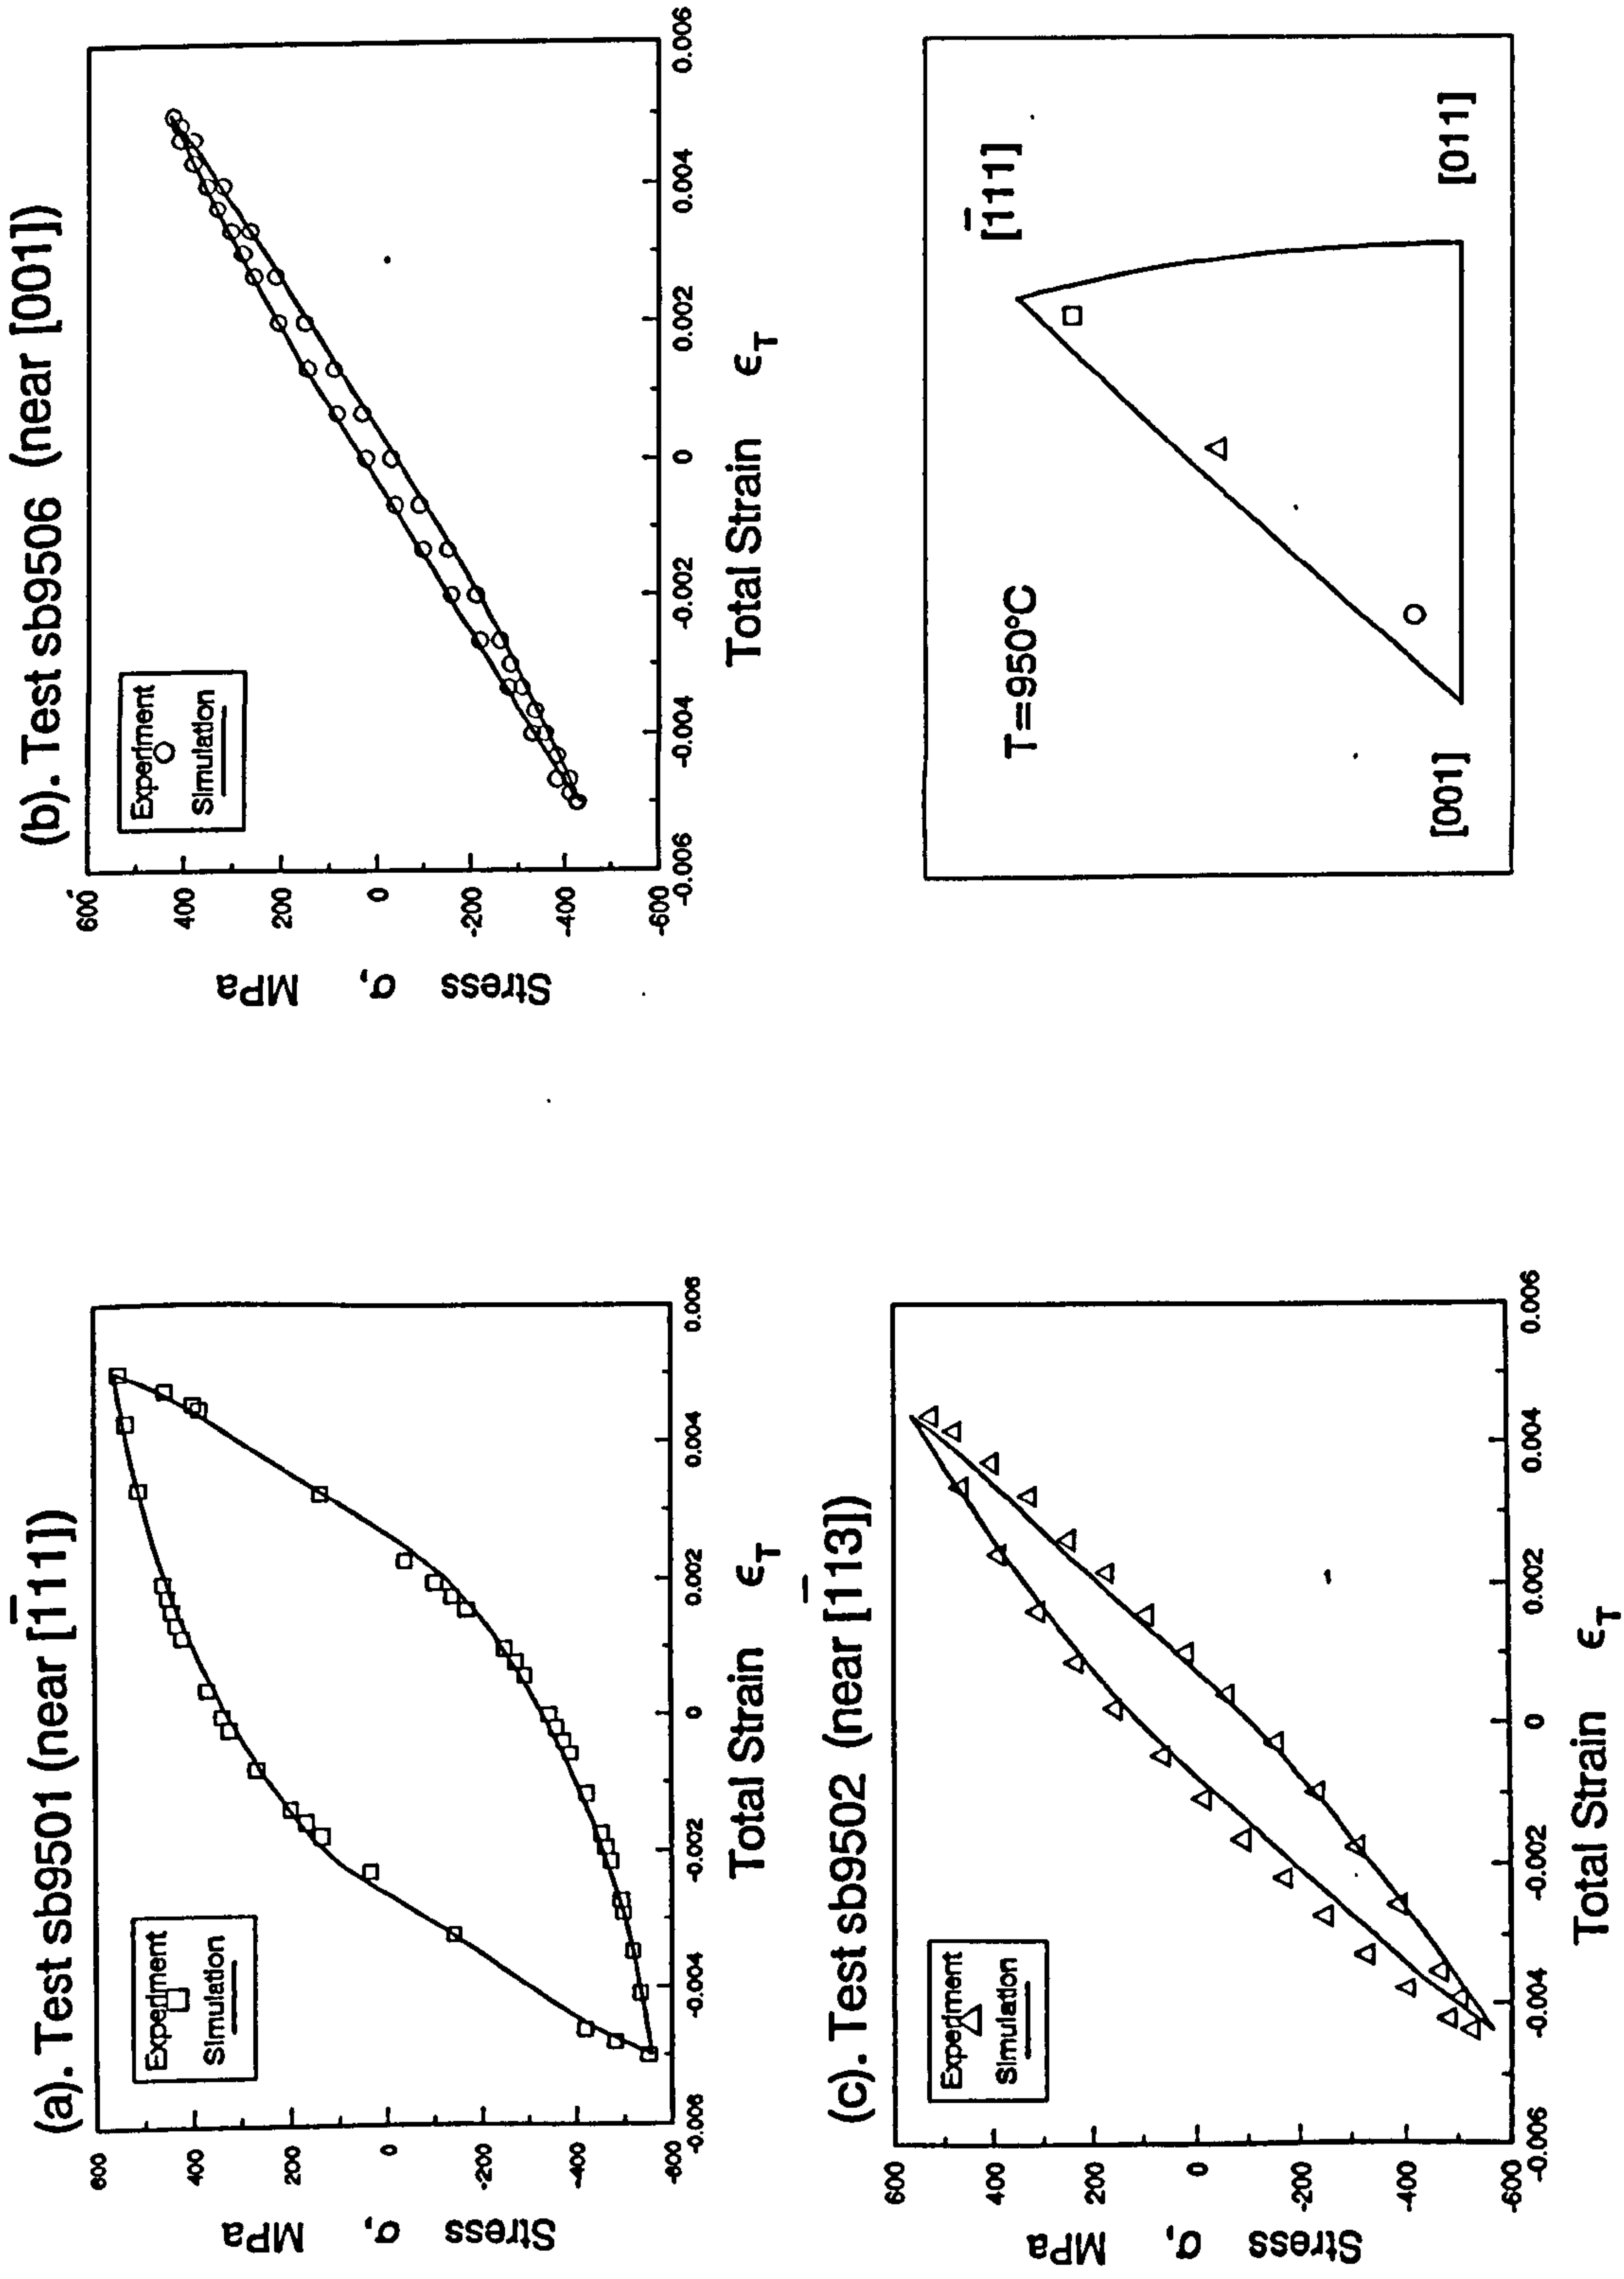 (a). Test sb9501 (near [1̄11])
Experiment
Simulation
600
400
200
0
-200
-400
-600
Stress σ, MPa
-0.006
-0.004
-0.002
0
0.002
0.004
0.006
Total Strain ϵT
(b). Test sb9506 (near [001])
Experiment
Simulation
600
400
200
0
-200
-400
-600
Stress σ, MPa
-0.006
-0.004
-0.002
0
0.002
0.004
0.006
Total Strain ϵT
(c). Test sb9502 (near [1̄13])
Experiment
Simulation
600
400
200
0
-200
-400
-600
Stress σ, MPa
-0.006
-0.004
-0.002
0
0.002
0.004
0.006
Total Strain ϵT
T=950°C
[1̄11]
[001]
[011]